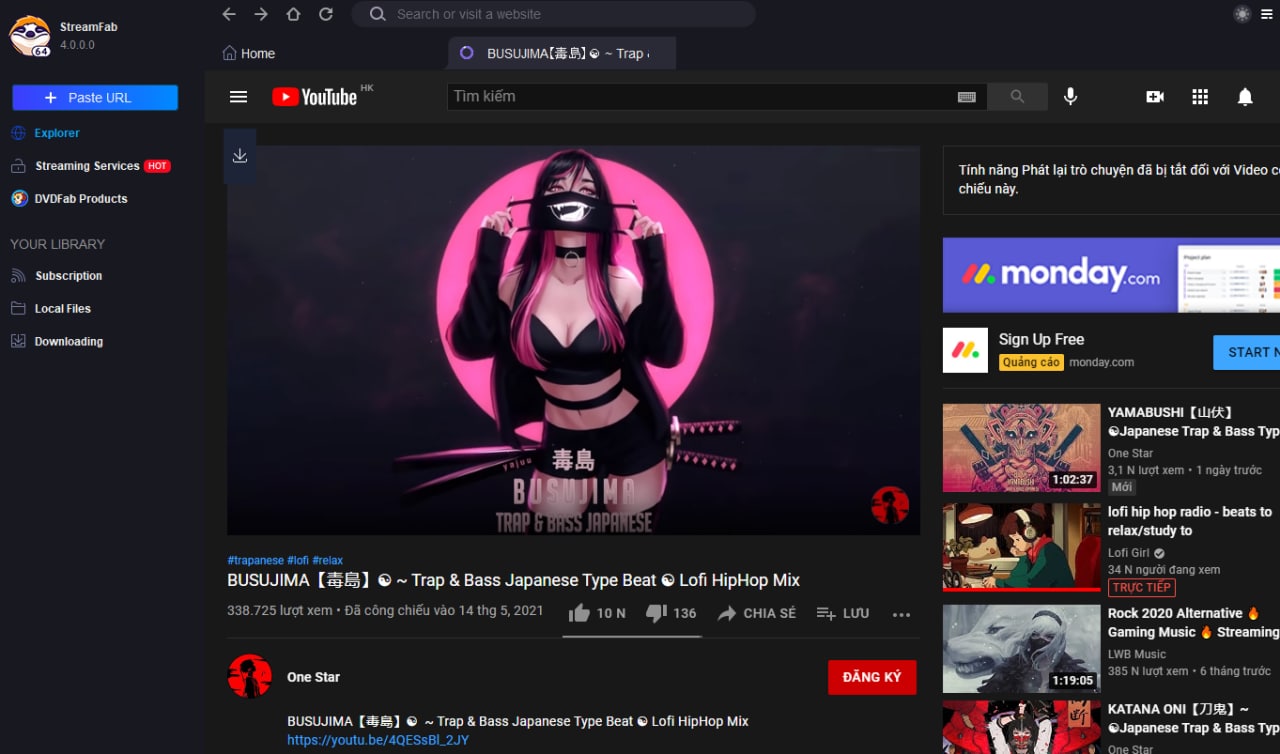 StreamFab
4.0.0.0
64
Paste URL
Explorer
Streaming Services HOT
DVDFab Products
YOUR LIBRARY
Subscription
Local Files
Downloading
Search or visit a website
Home
BUSUJIMA【毒島】☯ ~ Trap
YouTube HK
Tìm kiếm
yajuu
毒島
BUSUJIMA
TRAP & BASS JAPANESE
#trapanese #lofi #relax
BUSUJIMA【毒島】☯ ~ Trap & Bass Japanese Type Beat ☯ Lofi HipHop Mix
338.725 lượt xem • Đã công chiếu vào 14 thg 5, 2021
10 N
136
CHIA SẺ
LƯU
One Star
ĐĂNG KÝ
BUSUJIMA【毒島】☯ ~ Trap & Bass Japanese Type Beat ☯ Lofi HipHop Mix
https://youtu.be/4QESsBl_2JY
Tính năng Phát lại trò chuyện đã bị tắt đối với Video
chiếu này.
monday.com
Project plan
Sign Up Free
Quảng cáo monday.com
START
YAMABUSHI【山伏】
☯Japanese Trap & Bass Typ
One Star
3,1 N lượt xem • 1 ngày trước
Mới
1:02:37
lofi hip hop radio - beats to
relax/study to
Lofi Girl
34 N người đang xem
TRỰC TIẾP
Rock 2020 Alternative 🔥
Gaming Music 🔥 Streaming
LWB Music
385 N lượt xem • 6 tháng trước
1:19:05
KATANA ONI【刀鬼】~
☯Japanese Trap & Bass Typ
One Star